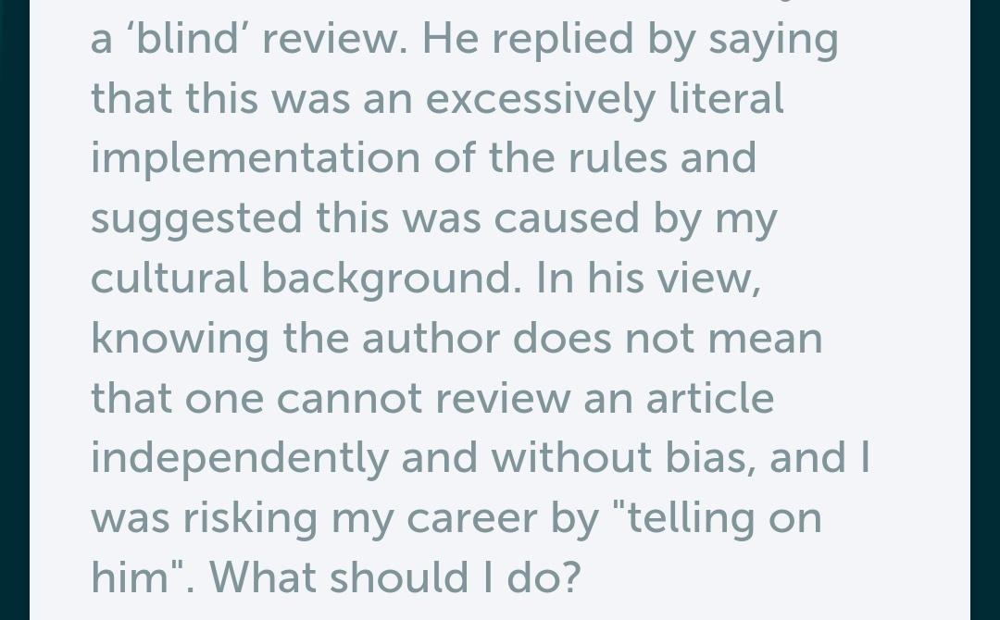 a ‘blind’ review. He replied by saying
that this was an excessively literal
implementation of the rules and
suggested this was caused by my
cultural background. In his view,
knowing the author does not mean
that one cannot review an article
independently and without bias, and I
was risking my career by "telling on
him". What should I do?